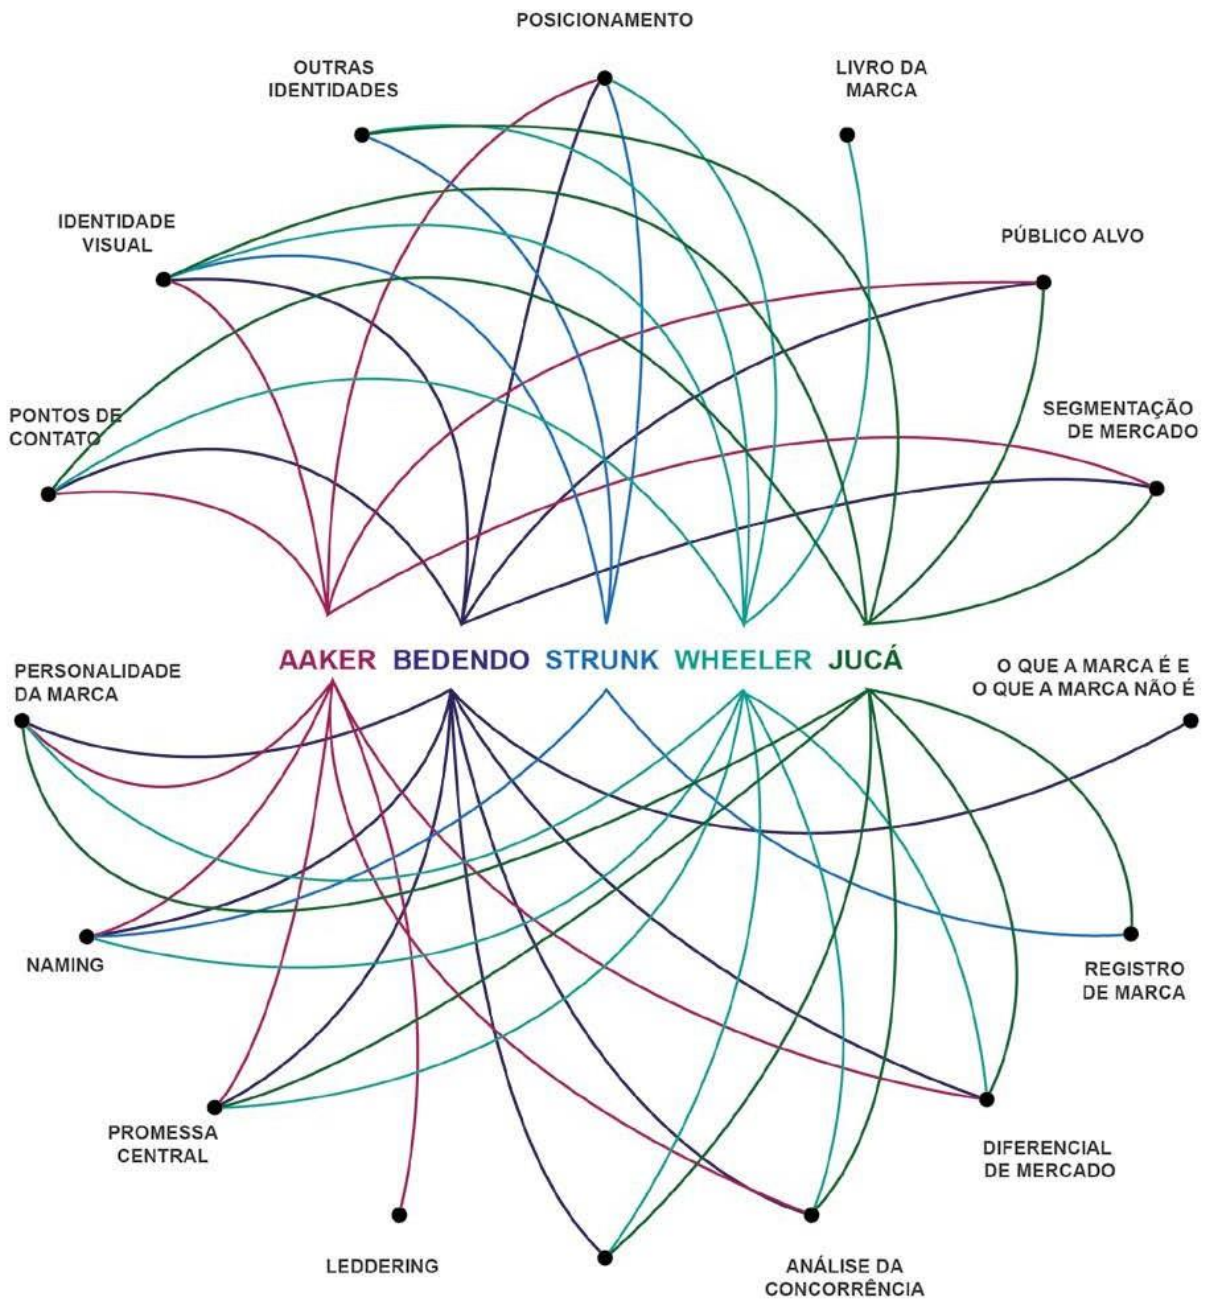 POSICIONAMENTO
OUTRAS
IDENTIDADES
LIVRO DA
MARCA
IDENTIDADE
VISUAL
PÚBLICO ALVO
PONTOS DE
CONTATO
SEGMENTAÇÃO
DE MERCADO
AAKER BEDENDO STRUNK WHEELER JUCÁ
PERSONALIDADE
DA MARCA
O QUE A MARCA É E
O QUE A MARCA NÃO É
NAMING
REGISTRO
DE MARCA
PROMESSA
CENTRAL
DIFERENCIAL
DE MERCADO
LEDDERING
ANÁLISE DA
CONCORRÊNCIA